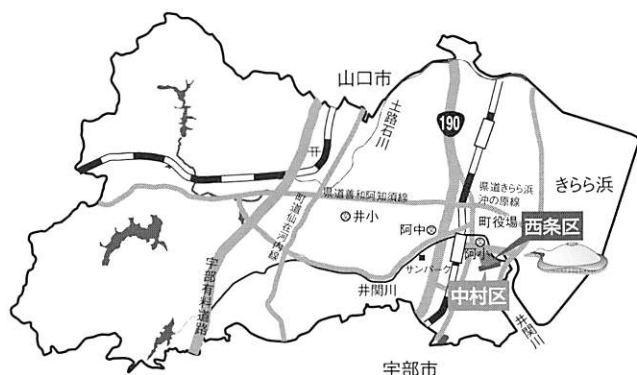 山口市
土路石川
190
きらら浜
県道善和阿知須線
県道きらら浜
沖の原線
町役場
町道仙在河内線
井小
阿中
阿小
西条区
サンパーク
宇部有料道路
井関川
中村区
井関川
宇部市